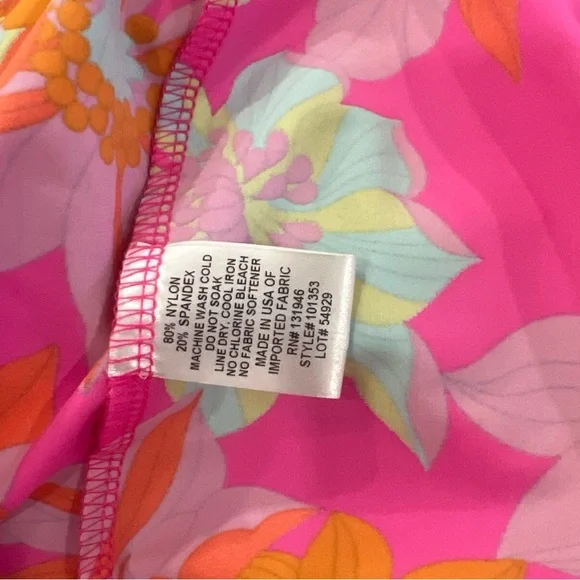 80% NYLON
20% SPANDEX
MACHINE WASH COLD
DO NOT SOAK
LINE DRY, COOL IRON
NO CHLORINE BLEACH
NO FABRIC SOFTENER
MADE IN USA OF
IMPORTED FABRIC
RN# 131946
STYLE# 101353
LOT# 54929